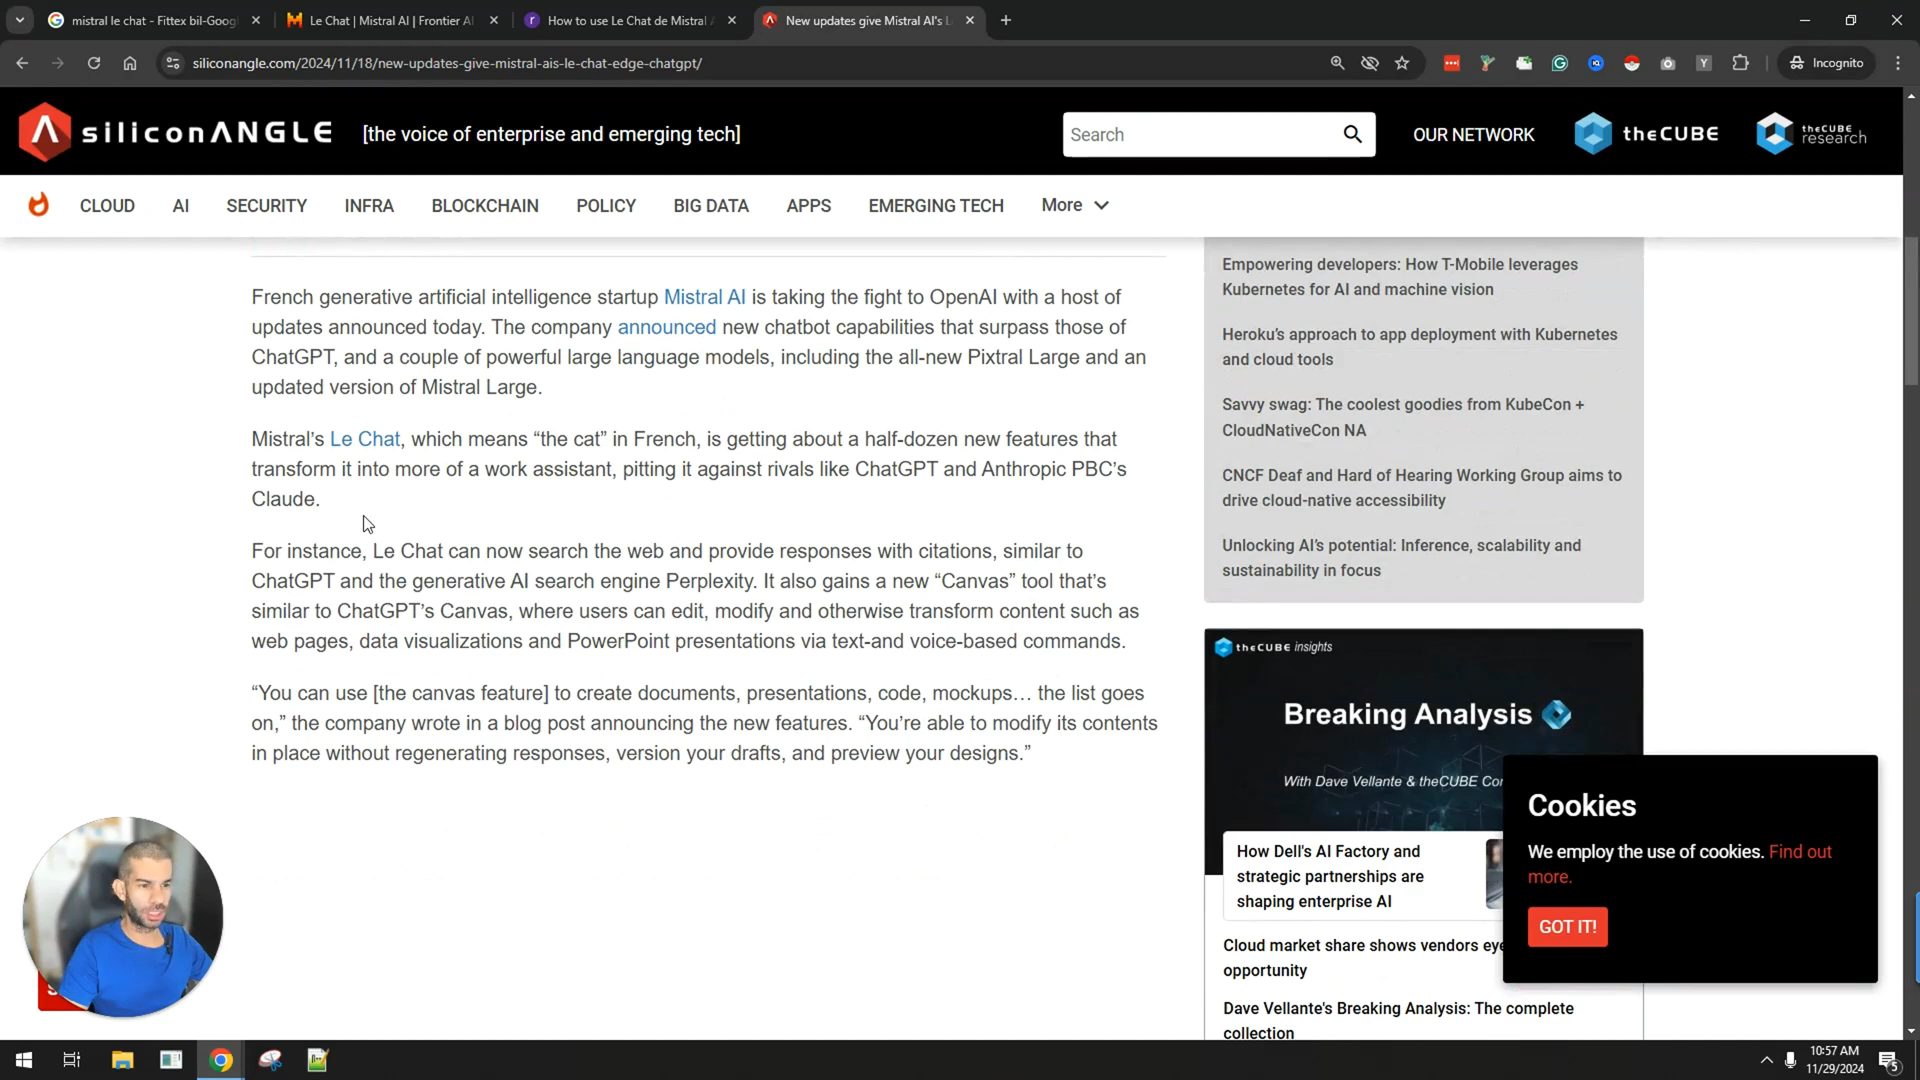 mistral le chat - Fittex bil-Googl
Le Chat | Mistral AI | Frontier AI
How to use Le Chat de Mistral A
New updates give Mistral AI's L
siliconangle.com/2024/11/18/new-updates-give-mistral-ais-le-chat-edge-chatgpt/
Incognito
siliconANGLE
[the voice of enterprise and emerging tech]
Search
OUR NETWORK
theCUBE
theCUBE
research
CLOUD
AI
SECURITY
INFRA
BLOCKCHAIN
POLICY
BIG DATA
APPS
EMERGING TECH
More
French generative artificial intelligence startup Mistral AI is taking the fight to OpenAI with a host of
updates announced today. The company announced new chatbot capabilities that surpass those of
ChatGPT, and a couple of powerful large language models, including the all-new Pixtral Large and an
updated version of Mistral Large.
Mistral’s Le Chat, which means “the cat” in French, is getting about a half-dozen new features that
transform it into more of a work assistant, pitting it against rivals like ChatGPT and Anthropic PBC’s
Claude.
For instance, Le Chat can now search the web and provide responses with citations, similar to
ChatGPT and the generative AI search engine Perplexity. It also gains a new “Canvas” tool that’s
similar to ChatGPT’s Canvas, where users can edit, modify and otherwise transform content such as
web pages, data visualizations and PowerPoint presentations via text-and voice-based commands.
“You can use [the canvas feature] to create documents, presentations, code, mockups… the list goes
on,” the company wrote in a blog post announcing the new features. “You’re able to modify its contents
in place without regenerating responses, version your drafts, and preview your designs.”
Empowering developers: How T-Mobile leverages
Kubernetes for AI and machine vision
Heroku’s approach to app deployment with Kubernetes
and cloud tools
Savvy swag: The coolest goodies from KubeCon +
CloudNativeCon NA
CNCF Deaf and Hard of Hearing Working Group aims to
drive cloud-native accessibility
Unlocking AI’s potential: Inference, scalability and
sustainability in focus
theCUBE insights
Breaking Analysis
With Dave Vellante & theCUBE Co
How Dell's AI Factory and
strategic partnerships are
shaping enterprise AI
Cloud market share shows vendors eye
opportunity
Dave Vellante's Breaking Analysis: The complete
collection
Cookies
We employ the use of cookies. Find out
more.
GOT IT!
10:57 AM
11/29/2024
5